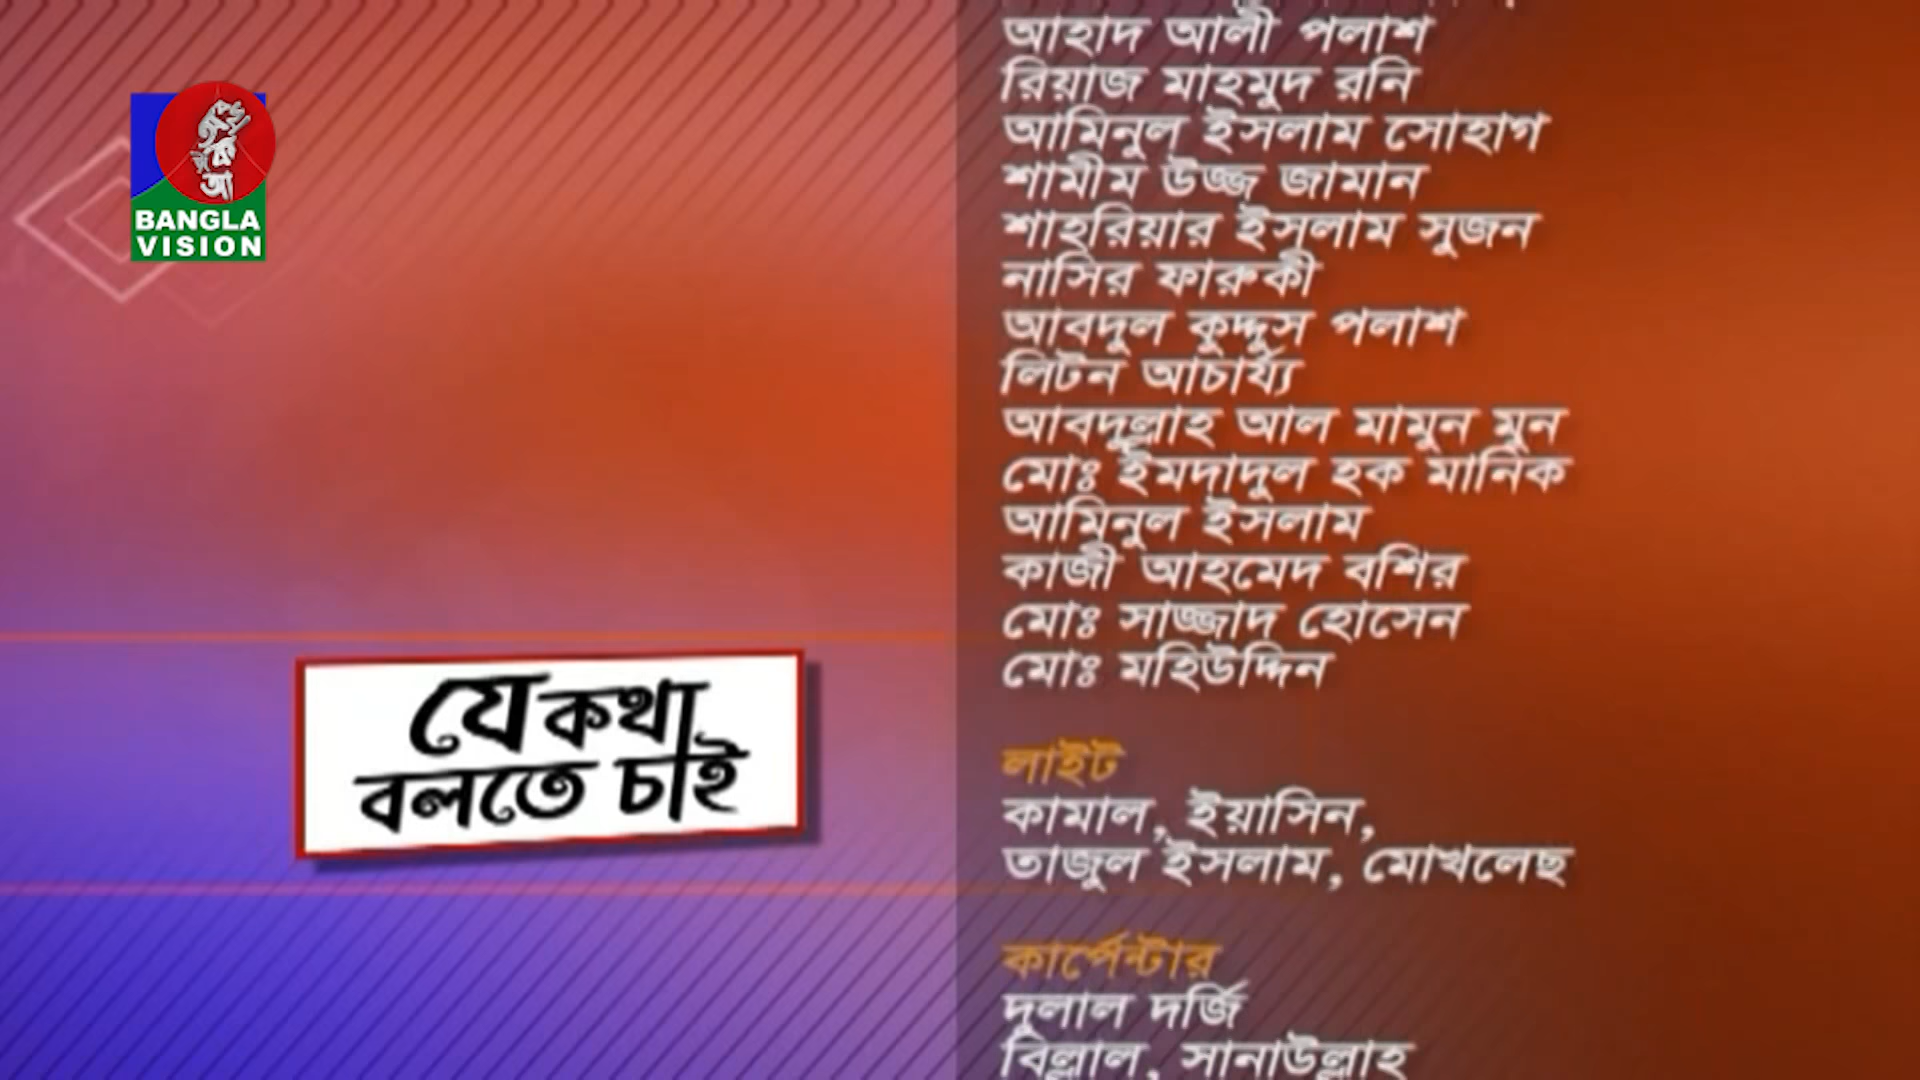 BANGLA
VISION
যে কথা
বলতে চাই
আহাদ আলী পলাশ
রিয়াজ মাহমুদ রনি
আমিনুল ইসলাম সোহাগ
শামীম উজ্জ জামান
শাহরিয়ার ইসলাম সুজন
নাসির ফারুকী
আবদুল কুদ্দুস পলাশ
লিটন আচার্য্য
আবদুল্লাহ আল মামুন মুন
মোঃ ইমদাদুল হক মানিক
আমিনুল ইসলাম
কাজী আহমেদ বশির
মোঃ সাজ্জাদ হোসেন
মোঃ মহিউদ্দিন
লাইট
কামাল, ইয়াসিন,
তাজুল ইসলাম, মোখলেছ
কার্পেন্টার
দুলাল দর্জি
বিল্লাল, সানাউল্লাহ